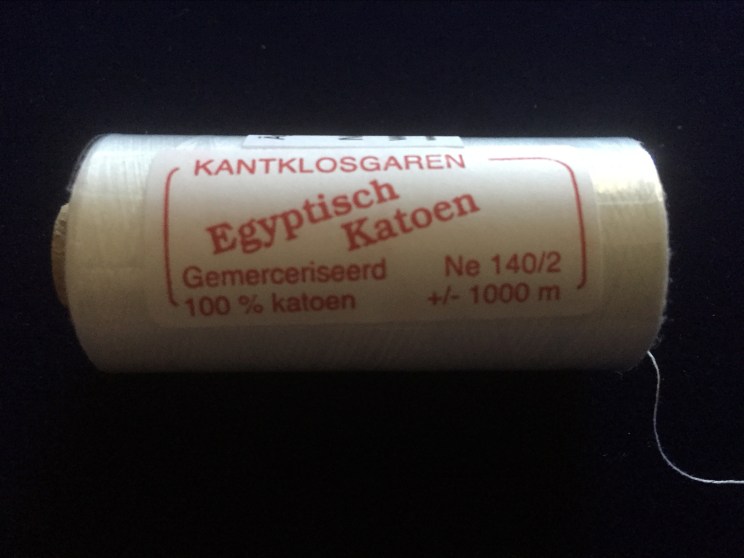 KANTKLOSGAREN
Egyptisch
Katoen
Gemerceriseerd Ne 140/2
100 % katoen +/- 1000 m